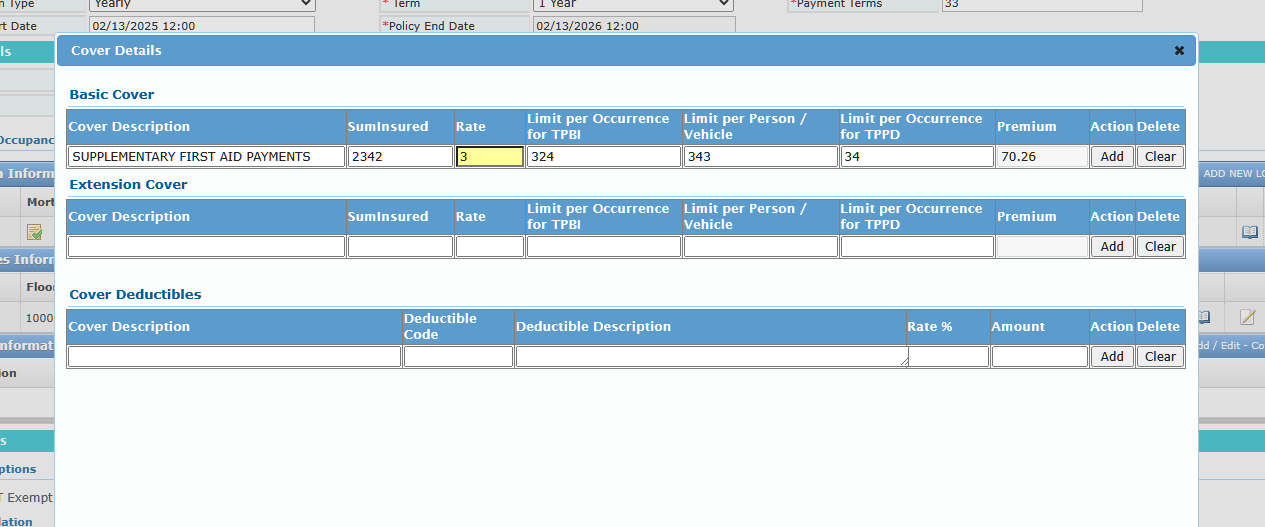 n Type Yearly *Term 1 Year *Payment Terms 33
rt Date 02/13/2025 12:00 *Policy End Date 02/13/2026 12:00
ls
Cover Details
Basic Cover
Cover Description SumInsured Rate Limit per Occurrence for TPBI Limit per Person / Vehicle Limit per Occurrence for TPPD Premium Action Delete
SUPPLEMENTARY FIRST AID PAYMENTS 2342 3 324 343 34 70.26 Add Clear
Occupanc
n Inform ADD NEW LO
Extension Cover
Mort
Cover Description SumInsured Rate Limit per Occurrence for TPBI Limit per Person / Vehicle Limit per Occurrence for TPPD Premium Action Delete
Add Clear
es Inform
Floo
Cover Deductibles
1000
Cover Description Deductible Code Deductible Description Rate % Amount Action Delete
nformat dd / Edit - Co
Add Clear
ion
s
ptions
T Exempt
lation